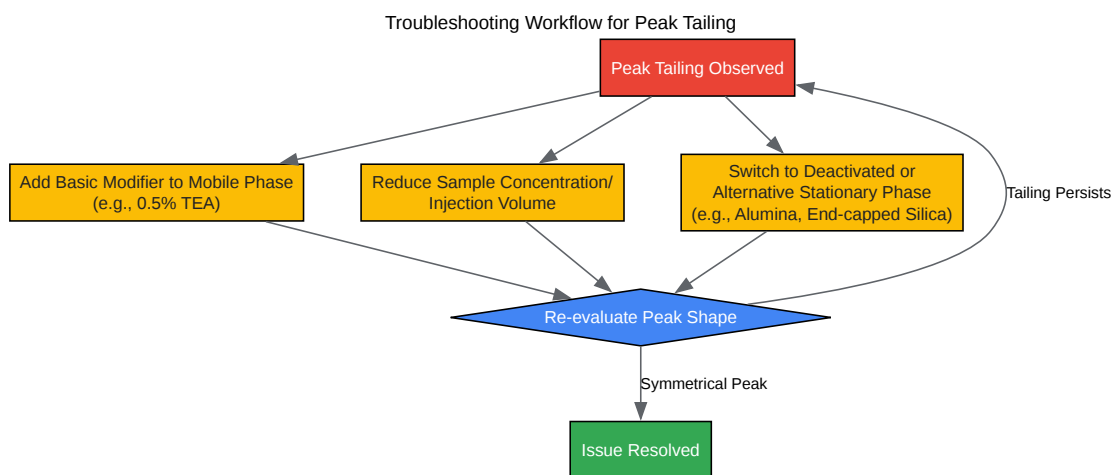 Troubleshooting Workflow for Peak Tailing
Peak Tailing Observed
Add Basic Modifier to Mobile Phase
(e.g., 0.5% TEA)
Reduce Sample Concentration/
Injection Volume
Switch to Deactivated or
Alternative Stationary Phase
(e.g., Alumina, End-capped Silica)
Tailing Persists
Re-evaluate Peak Shape
Symmetrical Peak
Issue Resolved